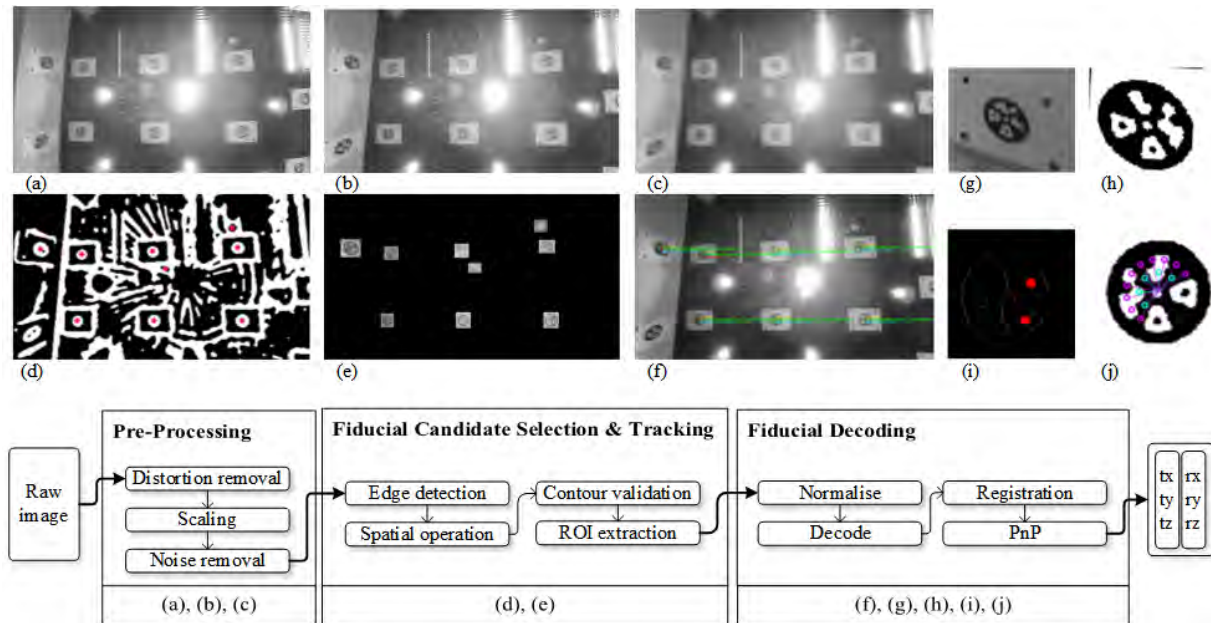 (a)
(b)
(c)
(g)
(h)
(d)
(e)
(f)
(i)
(j)
Raw
image
Pre-Processing
Distortion removal
Scaling
Noise removal
(a), (b), (c)
Fiducial Candidate Selection & Tracking
Edge detection
Spatial operation
Contour validation
ROI extraction
(d), (e)
Fiducial Decoding
Normalise
Decode
Registration
PnP
(f), (g), (h), (i), (j)
tx
ty
tz
rx
ry
rz